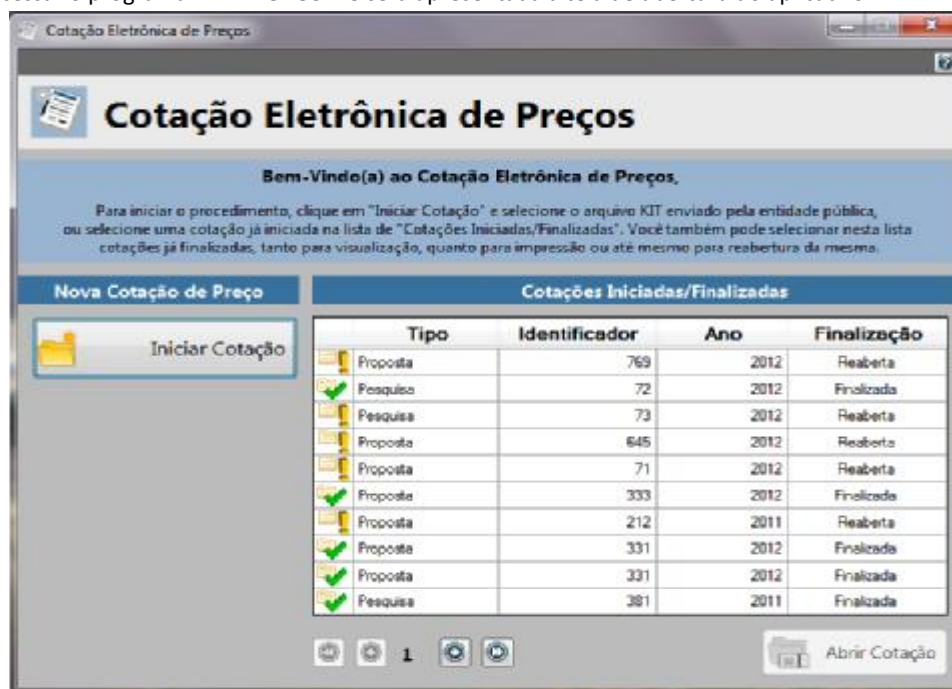 Cotação Eletrônica de Preços
Cotação Eletrônica de Preços
Bem-Vindo(a) ao Cotação Eletrônica de Preços,
Para iniciar o procedimento, clique em "Iniciar Cotação" e selecione o arquivo KIT enviado pela entidade pública,
ou selecione uma cotação já iniciada na lista de "Cotações Iniciadas/Finalizadas". Você também pode selecionar nesta lista
cotações já finalizadas, tanto para visualização, quanto para impressão ou até mesmo para reabertura da mesma.
Nova Cotação de Preço
Iniciar Cotação
Cotações Iniciadas/Finalizadas
Tipo Identificador Ano Finalização
Proposta 769 2012 Reaberta
Pesquisa 72 2012 Finalizada
Pesquisa 73 2012 Reaberta
Proposta 645 2012 Reaberta
Proposta 71 2012 Reaberta
Proposta 333 2012 Finalizada
Proposta 212 2011 Reaberta
Proposta 331 2012 Finalizada
Proposta 331 2012 Finalizada
Pesquisa 381 2011 Finalizada
1
Abrir Cotação